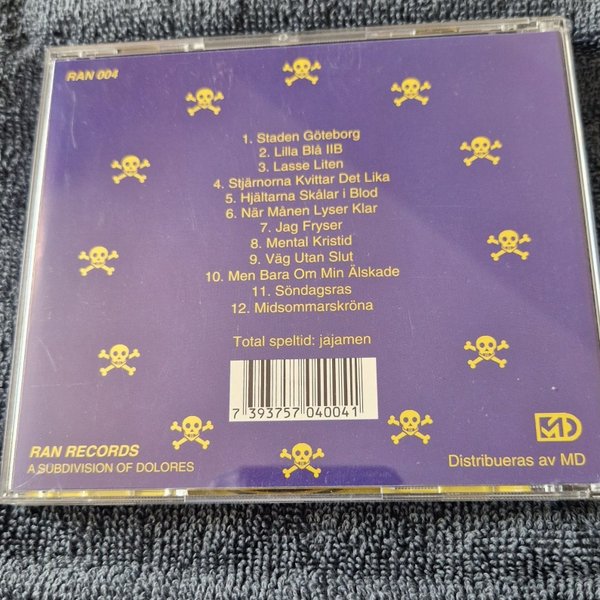 RAN 004
1. Staden Göteborg
2. Lilla Blå IIB
3. Lasse Liten
4. Stjärnorna Kvittar Det Lika
5. Hjältarna Skålar i Blod
6. När Månen Lyser Klar
7. Jag Fryser
8. Mental Kristid
9. Väg Utan Slut
10. Men Bara Om Min Älskade
11. Söndagsras
12. Midsommarskröna
Total speltid: jajamen
7 393757 040041
RAN RECORDS
A SUBDIVISION OF DOLORES
MD
Distribueras av MD